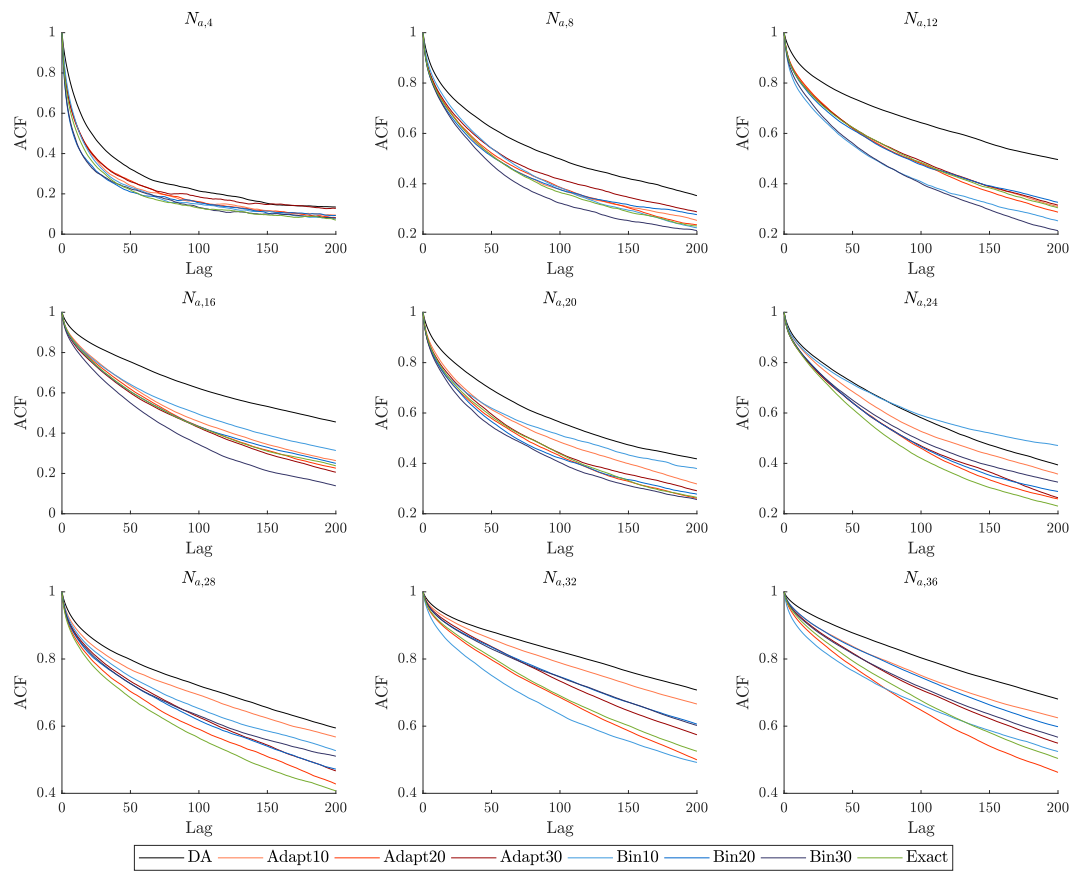 N_{a,4} N_{a,8} N_{a,12}
1 1 1
0.8 0.8 0.8
0.6
0.6 0.6
0.4
0.4 0.4
0.2
0 0.2 0.2
ACF ACF ACF
0 50 100 150 200 0 50 100 150 200 0 50 100 150 200
Lag Lag Lag
N_{a,16} N_{a,20} N_{a,24}
1 1 1
0.8 0.8 0.8
0.6
0.6 0.6
0.4
0.4 0.4
0.2
0 0.2 0.2
ACF ACF ACF
0 50 100 150 200 0 50 100 150 200 0 50 100 150 200
Lag Lag Lag
N_{a,28} N_{a,32} N_{a,36}
1 1 1
0.8 0.8 0.8
0.6 0.6 0.6
0.4 0.4 0.4
ACF ACF ACF
0 50 100 150 200 0 50 100 150 200 0 50 100 150 200
Lag Lag Lag
DA Adapt10 Adapt20 Adapt30 Bin10 Bin20 Bin30 Exact